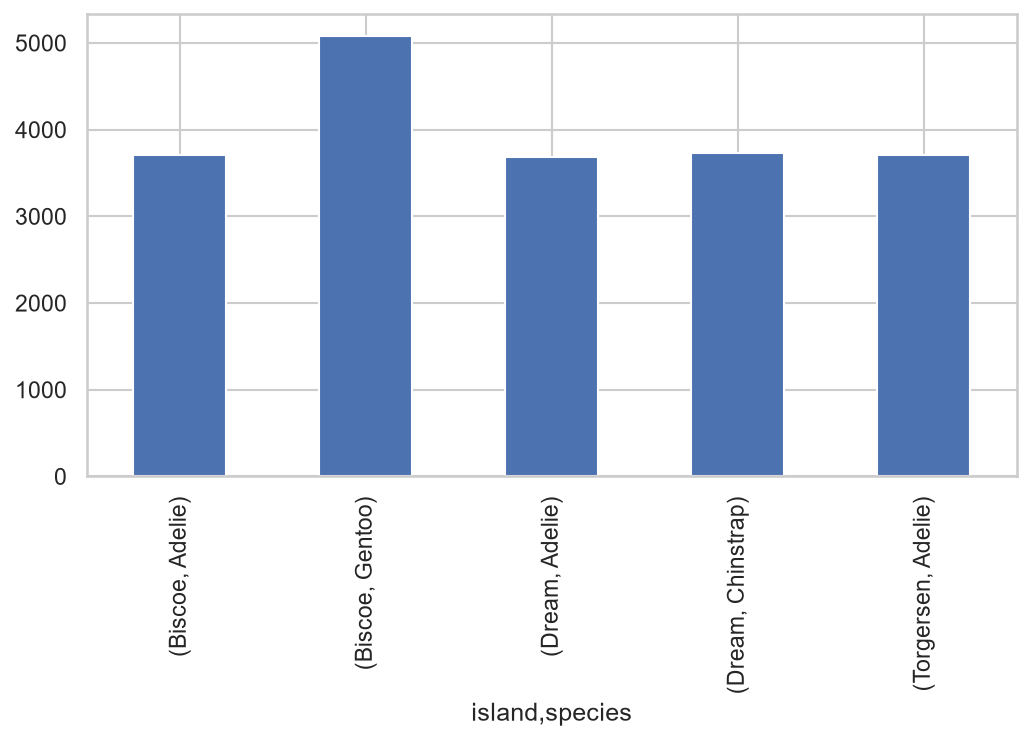 5000
4000
3000
2000
1000
0
(Biscoe, Adelie)
(Biscoe, Gentoo)
(Dream, Adelie)
(Dream, Chinstrap)
(Torgersen, Adelie)
island,species